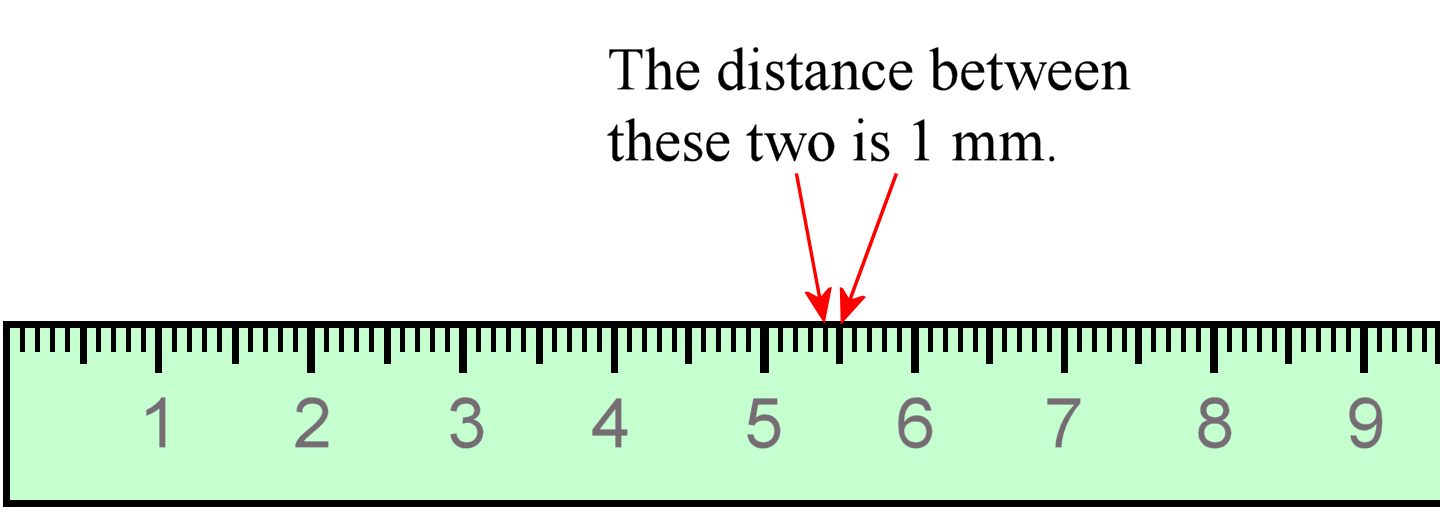 The distance between
these two is 1 mm.
1 2 3 4 5 6 7 8 9